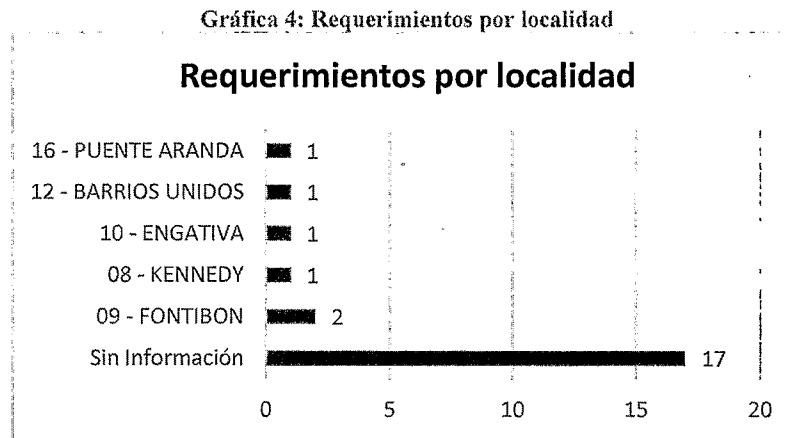 Gráfica 4: Requerimientos por localidad
Requerimientos por localidad
16 - PUENTE ARANDA 1
12 - BARRIOS UNIDOS 1
10 - ENGATIVA 1
08 - KENNEDY 1
09 - FONTIBON 2
Sin Información 17
0 5 10 15 20